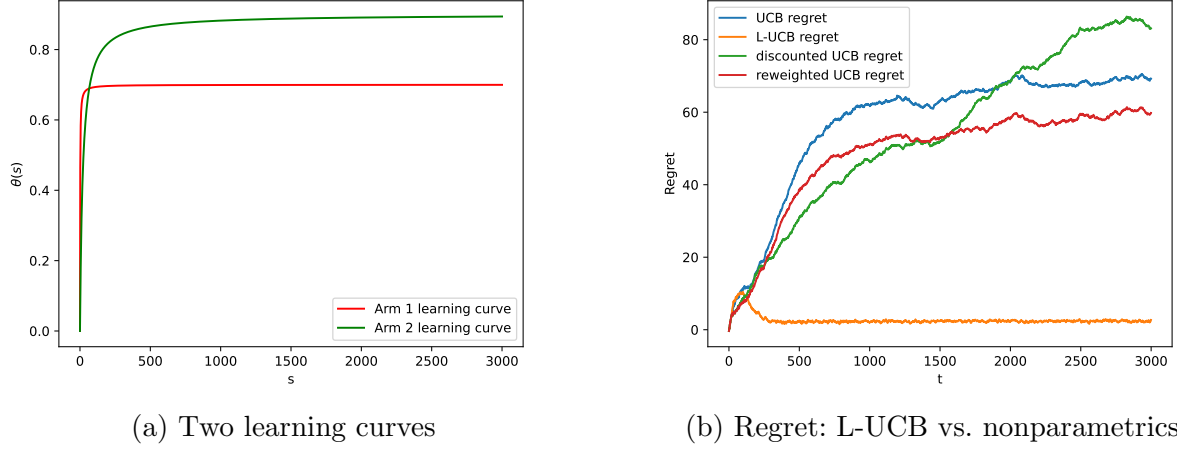 0.8
0.6
0.4
0.2
0.0
θ(s)
0
500
1000
1500
2000
2500
3000
s
Arm 1 learning curve
Arm 2 learning curve
(a) Two learning curves
80
60
40
20
0
Regret
0
500
1000
1500
2000
2500
3000
t
UCB regret
L-UCB regret
discounted UCB regret
reweighted UCB regret
(b) Regret: L-UCB vs. nonparametrics